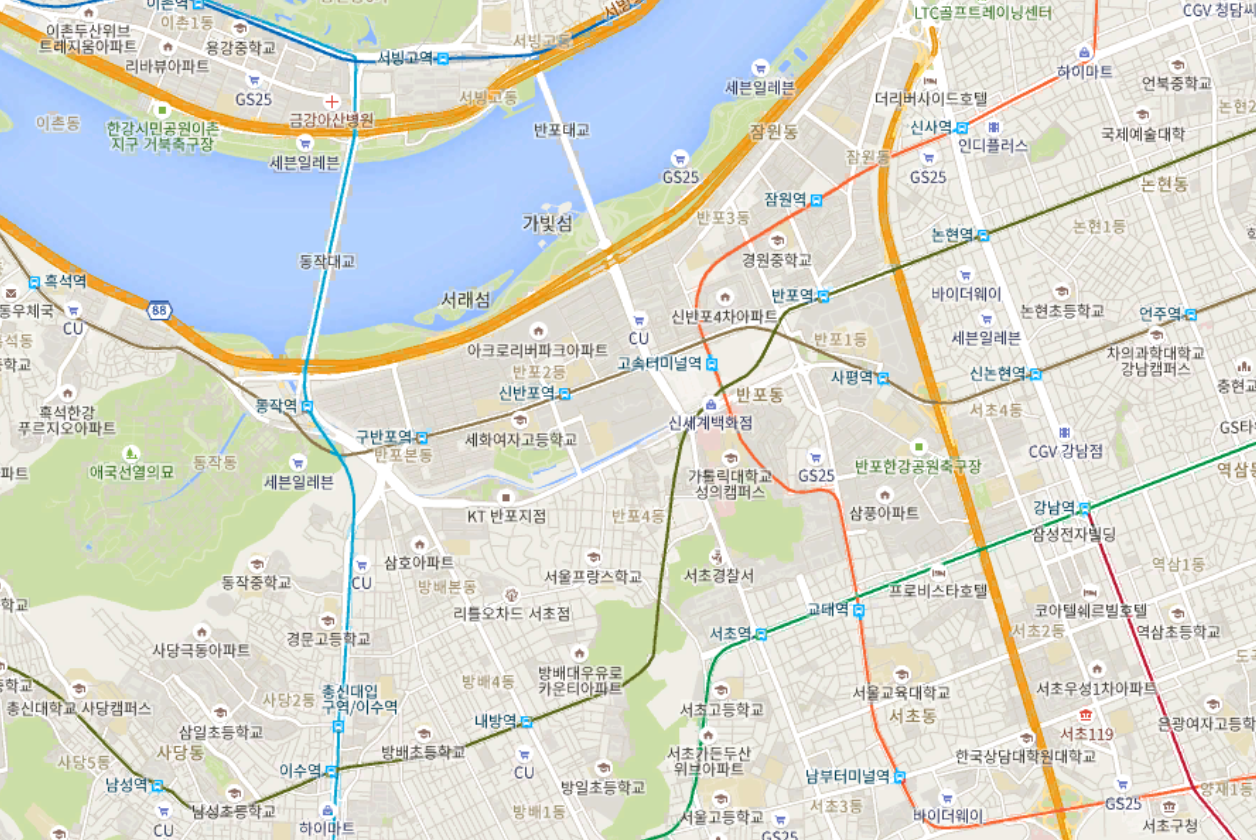 이촌역
이촌1동
이촌두산위브
트레지움아파트
용강중학교
리바뷰아파트
GS25
금강아산병원
한강시민공원이촌
지구 거북축구장
이촌동
세븐일레븐
서빙고역
서빙고동
서빙고동
반포대교
세븐일레븐
GS25
잠원동
LTC골프트레이닝센터
CGV 청담씨
하이마트
언북중학교
더리버사이드호텔
논현2
신사역
인디플러스
국제예술대학
잠원동
GS25
논현동
잠원역
반포3동
가빛섬
논현역
논현1동
경원중학교
동작대교
흑석역
동우체국
CU
88
서래섬
반포역
바이더웨이
논현초등학교
언주역
신반포4차아파트
CU
세븐일레븐
반포1동
차의과학대학교
강남캠퍼스
아크로리버파크아파트
고속터미널역
반포2동
사평역
신논현역
신반포역
반포동
서초4동
충현교
흑석한강
푸르지오아파트
동작역
신세계백화점
구반포역
세화여자고등학교
반포본동
CGV 강남점
GS타
애국선열의묘
동작동
세븐일레븐
가톨릭대학교
성의캠퍼스
GS25
반포한강공원축구장
역삼동
KT 반포지점
반포4동
삼풍아파트
강남역
삼성전자빌딩
동작중학교
CU
삼호아파트
방배본동
서울프랑스학교
서초경찰서
프로비스타호텔
역삼1동
리틀오차드 서초점
교대역
코아텔쉐르빌호텔
경문고등학교
서초역
서초2동
역삼초등학교
사당극동아파트
방배대우유로
카운티아파트
총신대학교 사당캠퍼스
사당2동
총신대입
구역/이수역
방배4동
서울교육대학교
서초우성1차아파트
서초고등학교
서초동
삼일초등학교
내방역
서초119
은광여자고등학교
사당동
방배초등학교
서초가든두산
위브아파트
한국상담대학원대학교
사당5동
이수역
CU
남부터미널역
남성역
방일초등학교
양재1동
남성초등학교
서울고등학교
서초3동
GS25
방배1동
바이더웨이
CU
하이마트
GS25
서초구청